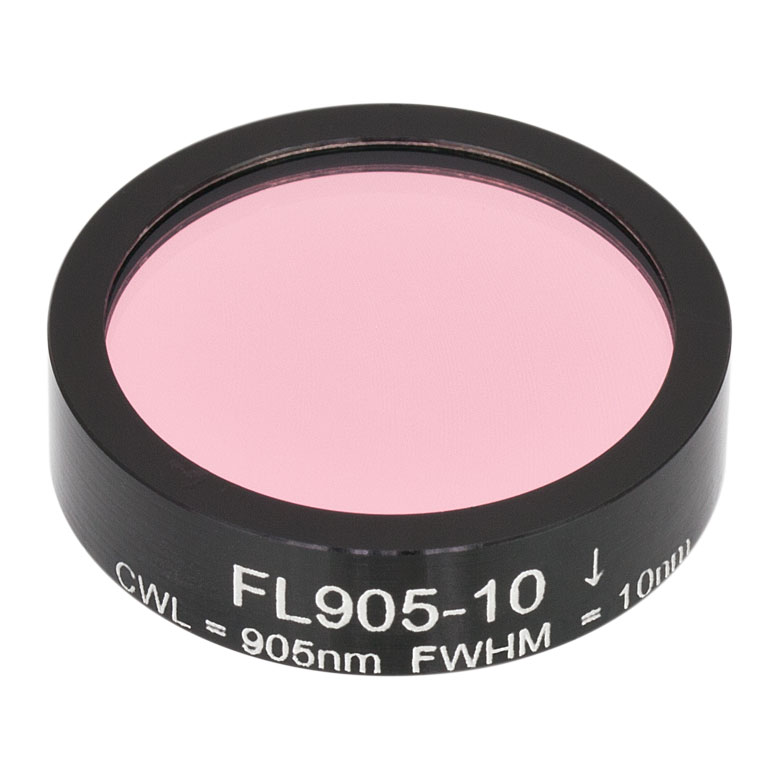 FL905-10 ↓
CWL = 905nm FWHM = 10nm